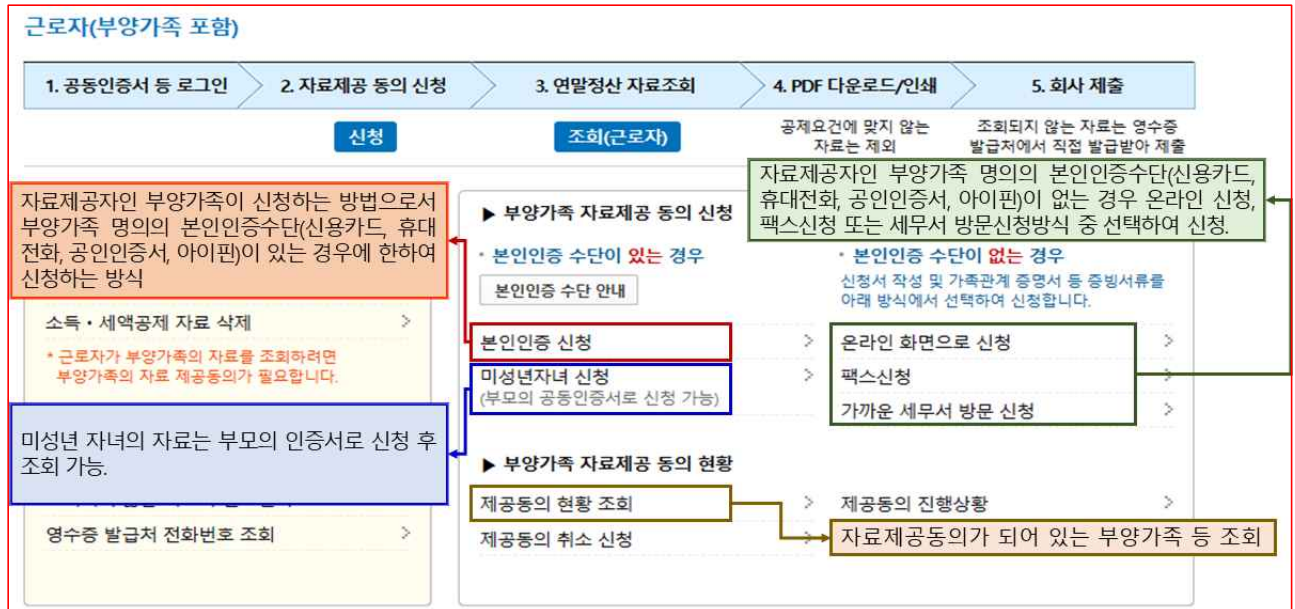 근로자(부양가족 포함)
1. 공동인증서 등 로그인
2. 자료제공 동의 신청
3. 연말정산 자료조회
4. PDF 다운로드/인쇄
5. 회사 제출
신청
조회(근로자)
공제요건에 맞지 않는
자료는 제외
조회되지 않는 자료는 영수증
발급처에서 직접 발급받아 제출
자료제공자인 부양가족이 신청하는 방법으로서
부양가족 명의의 본인인증수단(신용카드, 휴대
전화, 공인인증서, 아이핀)이 있는 경우에 한하여
신청하는 방식
소득・세액공제 자료 삭제 >
* 근로자가 부양가족의 자료를 조회하려면
부양가족의 자료 제공동의가 필요합니다.
미성년 자녀의 자료는 부모의 인증서로 신청 후
조회 가능.
영수증 발급처 전화번호 조회 >
자료제공자인 부양가족 명의의 본인인증수단(신용카드,
휴대전화, 공인인증서, 아이핀)이 없는 경우 온라인 신청,
팩스신청 또는 세무서 방문신청방식 중 선택하여 신청.
▶ 부양가족 자료제공 동의 신청
・본인인증 수단이 있는 경우
본인인증 수단 안내
본인인증 신청 >
미성년자녀 신청 >
(부모의 공동인증서로 신청 가능)
・본인인증 수단이 없는 경우
신청서 작성 및 가족관계 증명서 등 증빙서류를
아래 방식에서 선택하여 신청합니다.
온라인 화면으로 신청 >
팩스신청 >
가까운 세무서 방문 신청 >
▶ 부양가족 자료제공 동의 현황
제공동의 현황 조회 >
제공동의 진행상황 >
제공동의 취소 신청 >
자료제공동의가 되어 있는 부양가족 등 조회